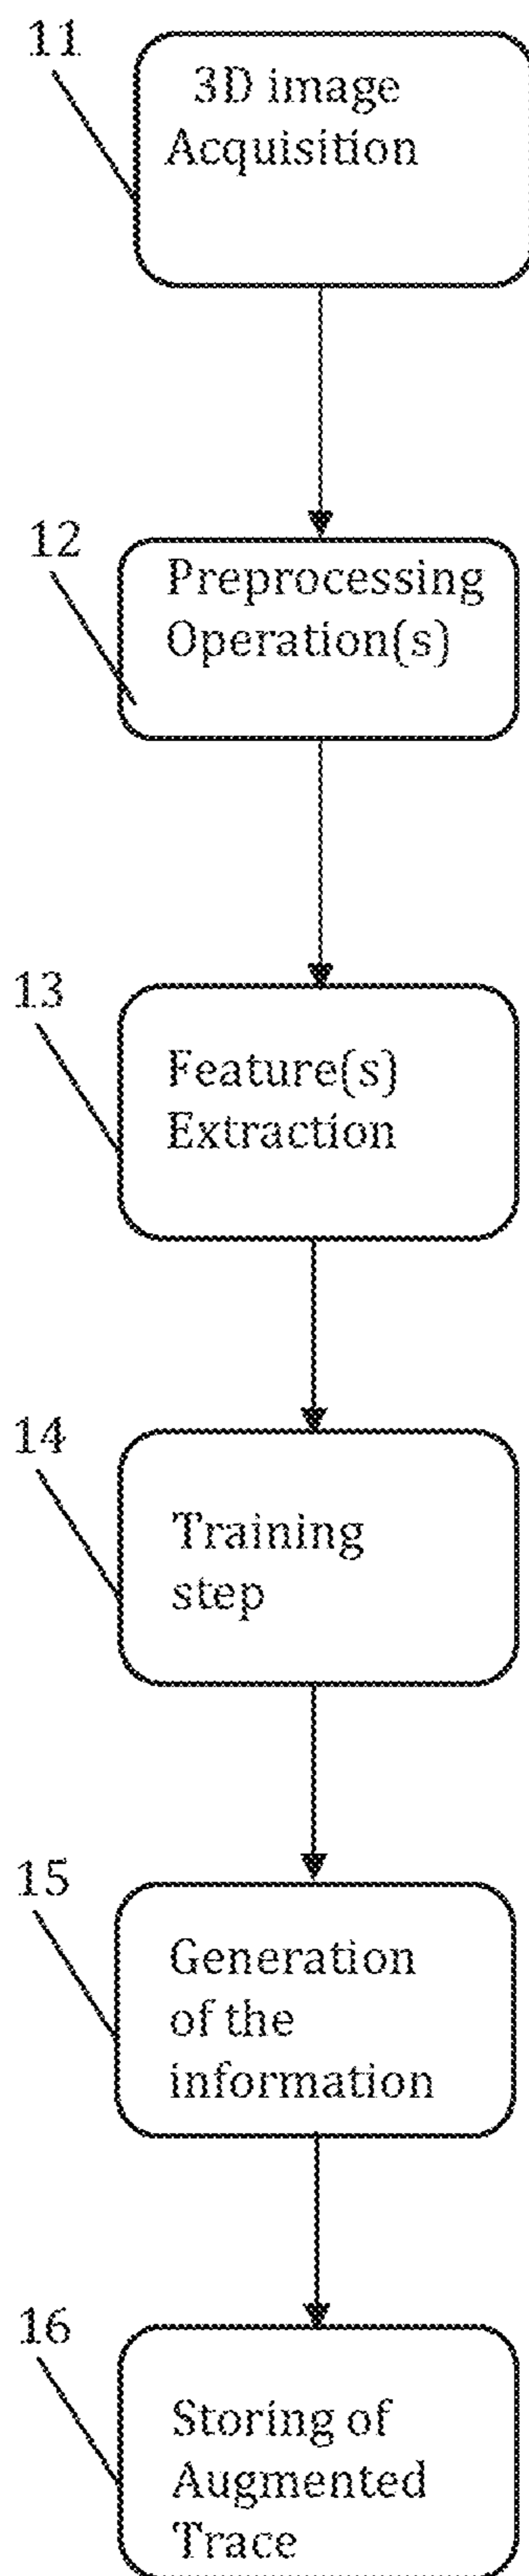 11
3D image
Acquisition
12
Preprocessing
Operation(s)
13
Feature(s)
Extraction
14
Training
step
15
Generation
of the
information
16
Storing of
Augmented
Trace